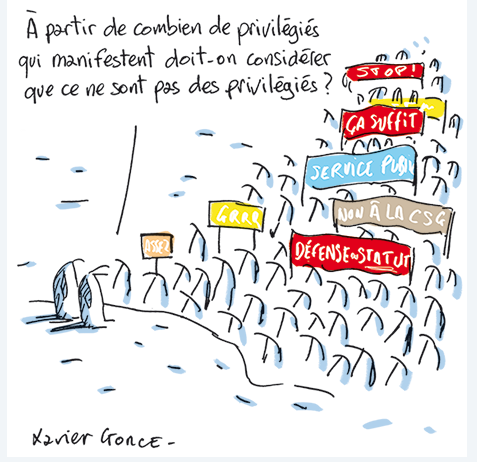 À partir de combien de privilégiés
qui manifestent doit-on considérer
que ce ne sont pas des privilégiés ?
STOP !
ÇA SUFFIT
SERVICE PUBLI
GRRR
NON À LA CSG
ASSEZ
DÉFENSE DU STATUT
Xavier GORCE -